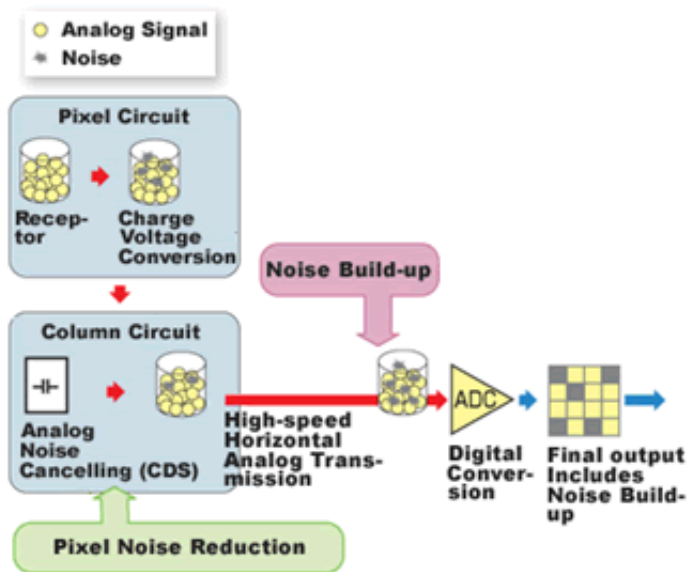 Analog Signal
Noise
Pixel Circuit
Recep-
tor
Charge
Voltage
Conversion
Noise Build-up
Column Circuit
Analog
Noise
Cancelling (CDS)
High-speed
Horizontal
Analog Trans-
mission
ADC
Digital
Conver-
sion
Final output
Includes
Noise Build-
up
Pixel Noise Reduction